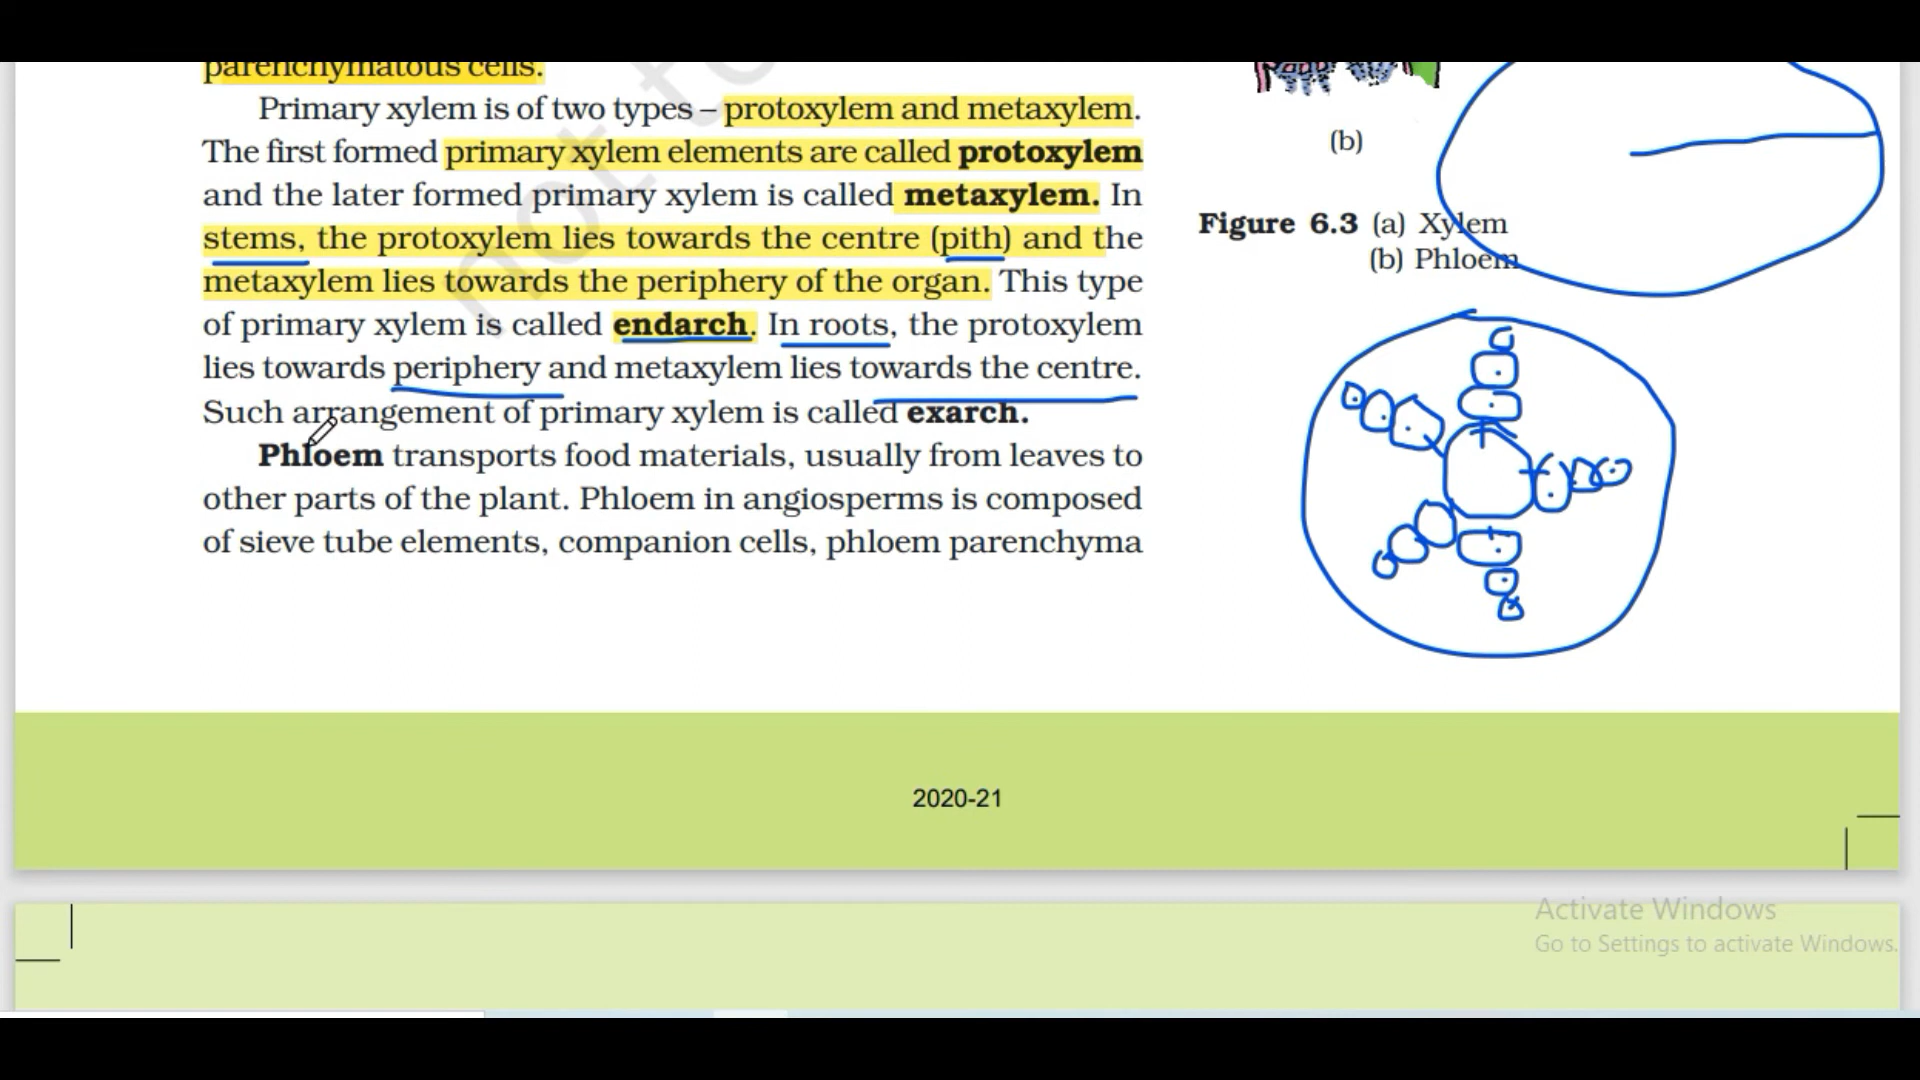 parenchymatous cells.
Primary xylem is of two types – protoxylem and metaxylem.
The first formed primary xylem elements are called protoxylem
and the later formed primary xylem is called metaxylem. In
stems, the protoxylem lies towards the centre (pith) and the
metaxylem lies towards the periphery of the organ. This type
of primary xylem is called endarch. In roots, the protoxylem
lies towards periphery and metaxylem lies towards the centre.
Such arrangement of primary xylem is called exarch.
Phloem transports food materials, usually from leaves to
other parts of the plant. Phloem in angiosperms is composed
of sieve tube elements, companion cells, phloem parenchyma
not to
(b)
Figure 6.3 (a) Xylem
(b) Phloem
2020-21
Activate Windows
Go to Settings to activate Windows.